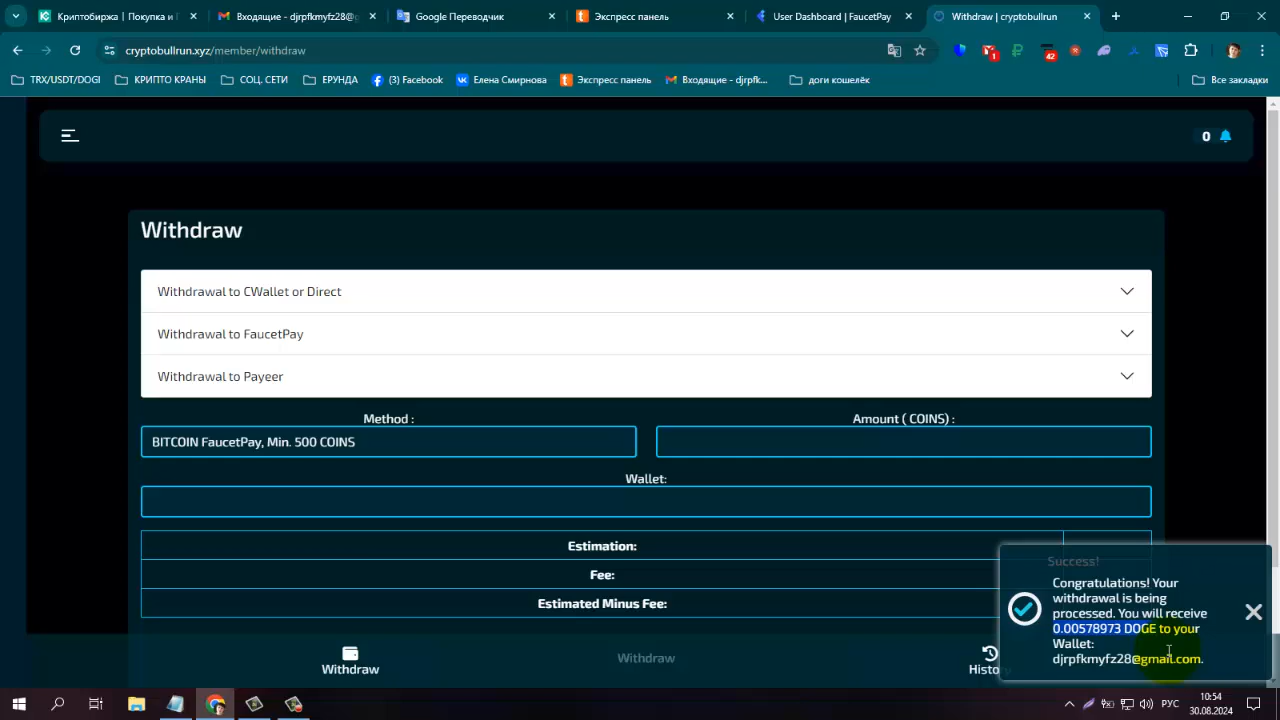 Криптобиржа | Покупка и П
Входящие - djrpfkmyfz28@g
Google Переводчик
Экспресс панель
User Dashboard | FaucetPay
Withdraw | cryptobullrun
cryptobullrun.xyz/member/withdraw
1
42
TRX/USDT/DOGI
КРИПТО КРАНЫ
СОЦ. СЕТИ
ЕРУНДА
(3) Facebook
Елена Смирнова
Экспресс панель
Входящие - djrpfk...
доги кошелёк
Все закладки
0
Withdraw
Withdrawal to CWallet or Direct
Withdrawal to FaucetPay
Withdrawal to Payeer
Method :
Amount ( COINS) :
BITCOIN FaucetPay, Min. 500 COINS
Wallet:
Estimation:
Fee:
Estimated Minus Fee:
Success!
Congratulations! Your
withdrawal is being
processed. You will receive
0.00578973 DOGE to your
Wallet:
djrpfkmyfz28@gmail.com.
Withdraw
Withdraw
History
РУС
10:54
30.08.2024